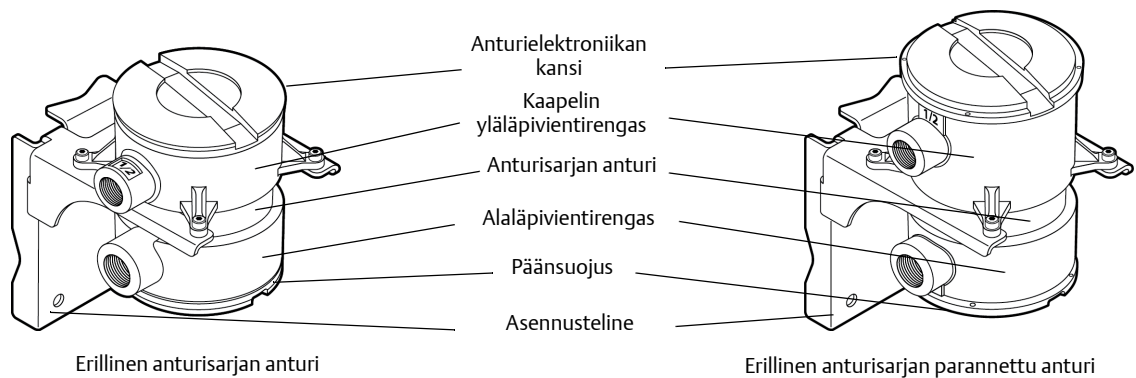 Anturielektroniikan
kansi
Kaapelin
yläläpivientirengas
Anturisarjan anturi
Alaläpivientirengas
Päänsuojus
Asennusteline
1/2
1/2
Erillinen anturisarjan anturi
Erillinen anturisarjan parannettu anturi